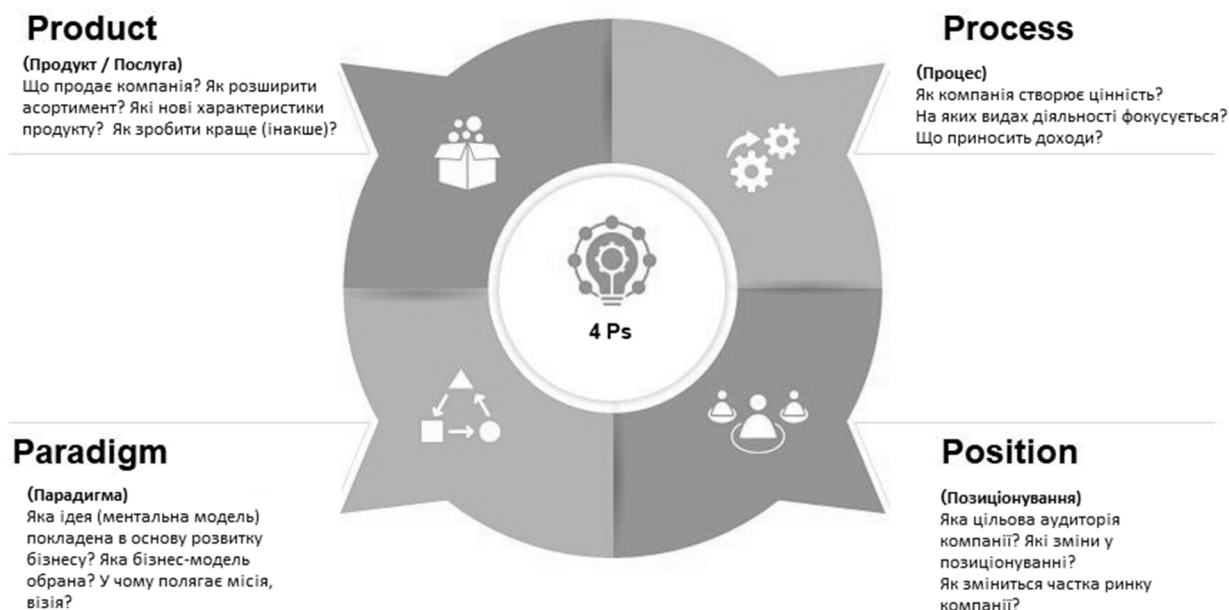 Product
(Продукт / Послуга)
Що продає компанія? Як розширити
асортимент? Які нові характеристики
продукту? Як зробити краще (інакше)?
Process
(Процес)
Як компанія створює цінність?
На яких видах діяльності фокусується?
Що приносить доходи?
4 Ps
Paradigm
(Парадигма)
Яка ідея (ментальна модель)
покладена в основу розвитку
бізнесу? Яка бізнес-модель
обрана? У чому полягає місія,
візія?
Position
(Позиціонування)
Яка цільова аудиторія
компанії? Які зміни у
позиціонуванні?
Як зміниться частка ринку
компанії?